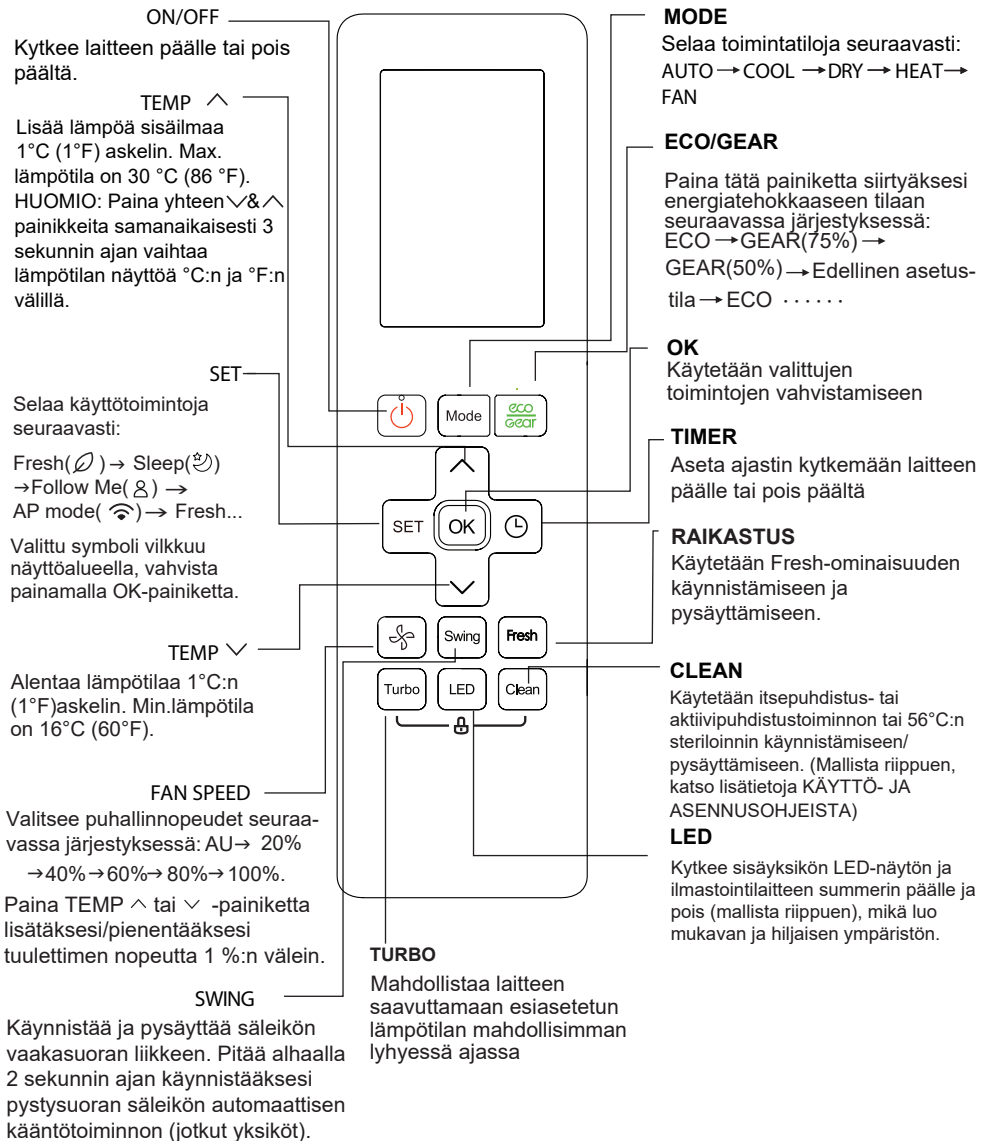 ON/OFF
Kytkee laitteen päälle tai pois
päältä.
TEMP ︿
Lisää lämpöä sisäilmaa
1°C (1°F) askelin. Max.
lämpötila on 30 °C (86 °F).
HUOMIO: Paina yhteen﹀&︿
painikkeita samanaikaisesti 3
sekunnin ajan vaihtaa
lämpötilan näyttöä °C:n ja °F:n
välillä.
SET
Selaa käyttötoimintoja
seuraavasti:
Fresh( ) → Sleep( )
→Follow Me( ) →
AP mode( )→ Fresh...
Valittu symboli vilkkuu
näyttöalueella, vahvista
painamalla OK-painiketta.
TEMP ﹀
Alentaa lämpötilaa 1°C:n
(1°F)askelin. Min.lämpötila
on 16°C (60°F).
FAN SPEED
Valitsee puhallinnopeudet seuraa-
vassa järjestyksessä: AU→ 20%
→40%→60%→80%→100%.
Paina TEMP ︿ tai ﹀ -painiketta
lisätäksesi/pienentääksesi
tuulettimen nopeutta 1 %:n välein.
SWING
Käynnistää ja pysäyttää säleikön
vaakasuoran liikkeen. Pitää alhaalla
2 sekunnin ajan käynnistääksesi
pystysuoran säleikön automaattisen
kääntötoiminnon (jotkut yksiköt).
Mode
eco
Gear
SET
OK
Swing
Fresh
Turbo
LED
Clean
TURBO
Mahdollistaa laitteen
saavuttamaan esiasetetun
lämpötilan mahdollisimman
lyhyessä ajassa
MODE
Selaa toimintatiloja seuraavasti:
AUTO→COOL →DRY→HEAT→
FAN
ECO/GEAR
Paina tätä painiketta siirtyäksesi
energiatehokkaaseen tilaan
seuraavassa järjestyksessä:
ECO →GEAR(75%) →
GEAR(50%) →Edellinen asetus-
tila→ECO ······
OK
Käytetään valittujen
toimintojen vahvistamiseen
TIMER
Aseta ajastin kytkemään laitteen
päälle tai pois päältä
RAIKASTUS
Käytetään Fresh-ominaisuuden
käynnistämiseen ja
pysäyttämiseen.
CLEAN
Käytetään itsepuhdistus- tai
aktiivipuhdistustoiminnon tai 56°C:n
steriloinnin käynnistämiseen/
pysäyttämiseen. (Mallista riippuen,
katso lisätietoja KÄYTTÖ- JA
ASENNUSOHJEISTA)
LED
Kytkee sisäyksikön LED-näytön ja
ilmastointilaitteen summerin päälle ja
pois (mallista riippuen), mikä luo
mukavan ja hiljaisen ympäristön.